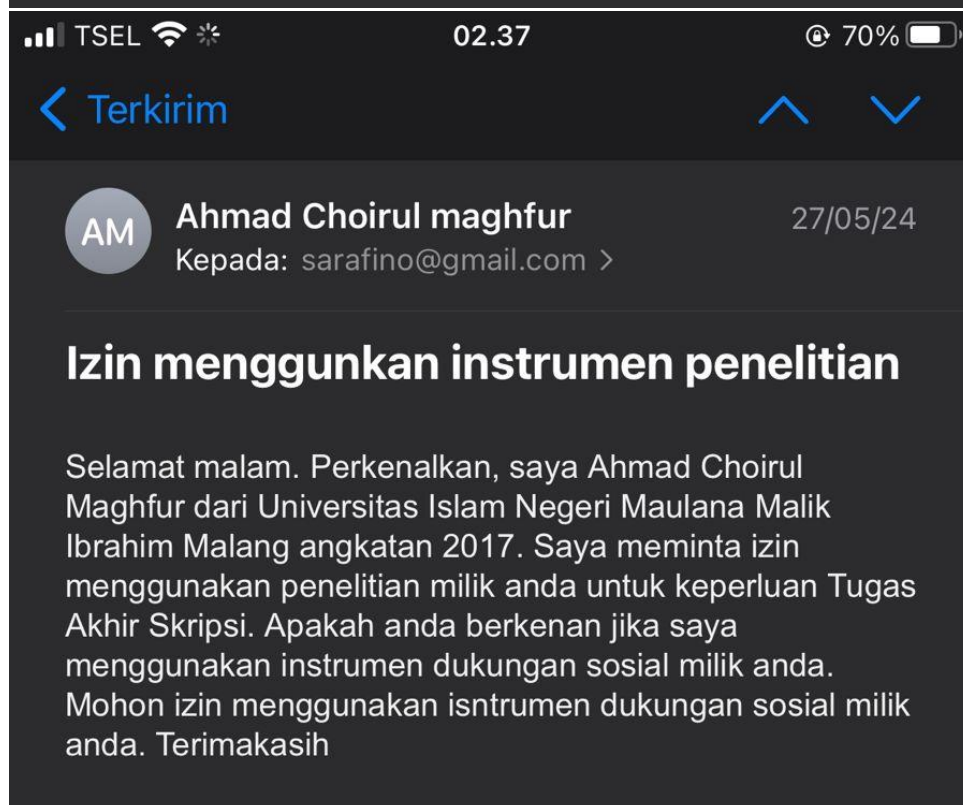 TSEL 02.37 70%
Terkirim
AM Ahmad Choirul maghfur 27/05/24
Kepada: sarafino@gmail.com >
Izin menggunkan instrumen penelitian
Selamat malam. Perkenalkan, saya Ahmad Choirul
Maghfur dari Universitas Islam Negeri Maulana Malik
Ibrahim Malang angkatan 2017. Saya meminta izin
menggunakan penelitian milik anda untuk keperluan Tugas
Akhir Skripsi. Apakah anda berkenan jika saya
menggunakan instrumen dukungan sosial milik anda.
Mohon izin menggunakan isntrumen dukungan sosial milik
anda. Terimakasih